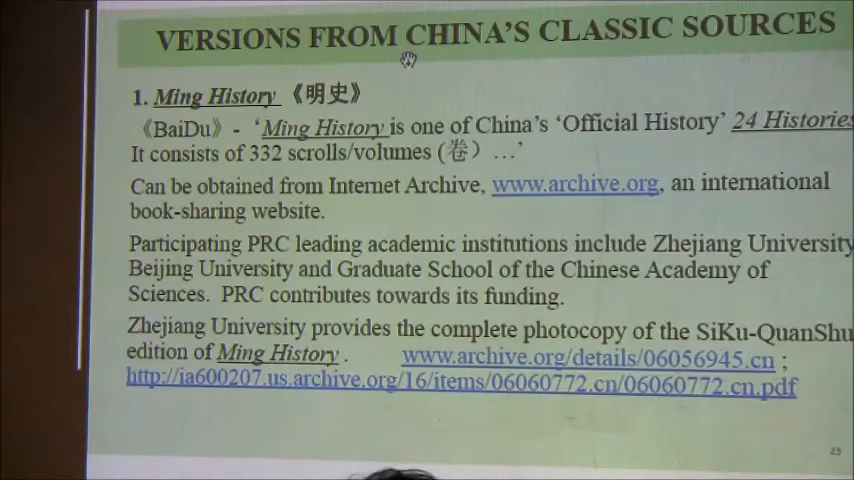 VERSIONS FROM CHINA'S CLASSIC SOURCES
1. Ming History 《明史》
《BaiDu》 - 'Ming History is one of China's 'Official History' 24 Histories
It consists of 332 scrolls/volumes (卷) …'
Can be obtained from Internet Archive, www.archive.org, an international
book-sharing website.
Participating PRC leading academic institutions include Zhejiang University
Beijing University and Graduate School of the Chinese Academy of
Sciences. PRC contributes towards its funding.
Zhejiang University provides the complete photocopy of the SiKu-QuanShu
edition of Ming History . www.archive.org/details/06056945.cn ;
http://ia600207.us.archive.org/16/items/06060772.cn/06060772.cn.pdf
23